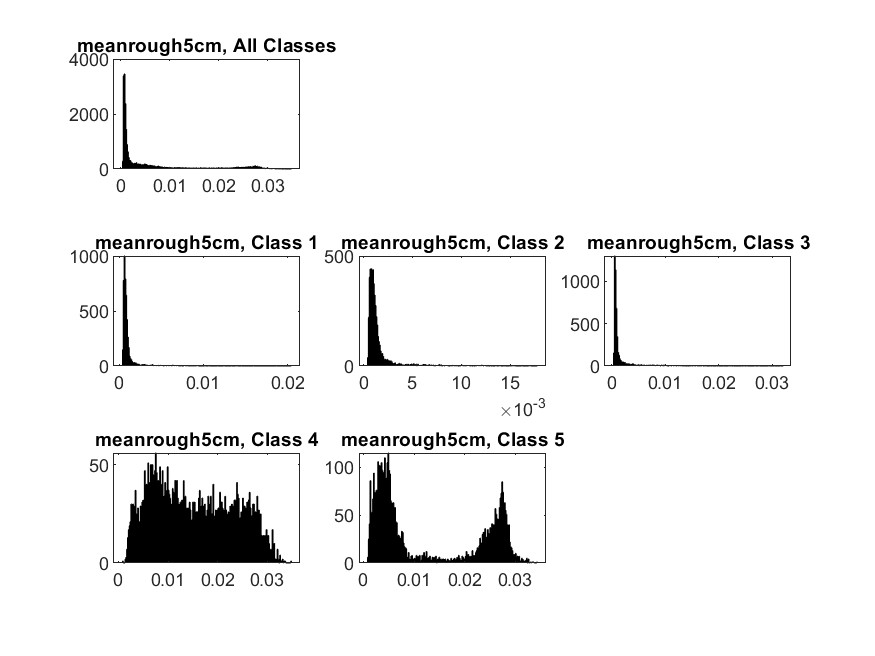 meanrough5cm, All Classes
4000
2000
0
0 0.01 0.02 0.03
meanrough5cm, Class 1
1000
500
0
0 0.01 0.02
meanrough5cm, Class 2
500
0
0 5 10 15
×10-3
meanrough5cm, Class 3
1000
500
0
0 0.01 0.02 0.03
meanrough5cm, Class 4
50
0
0 0.01 0.02 0.03
meanrough5cm, Class 5
100
50
0
0 0.01 0.02 0.03